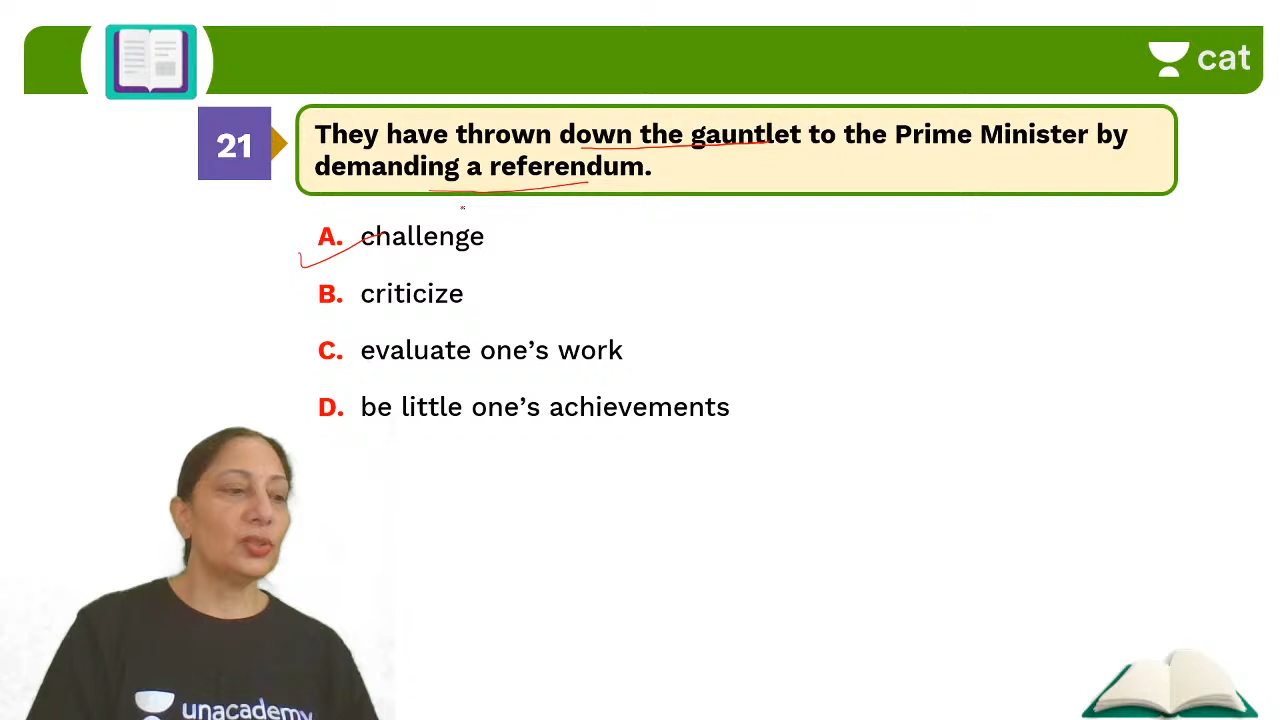 cat
21
They have thrown down the gauntlet to the Prime Minister by
demanding a referendum.
A. challenge
B. criticize
C. evaluate one's work
D. be little one's achievements
unacademy